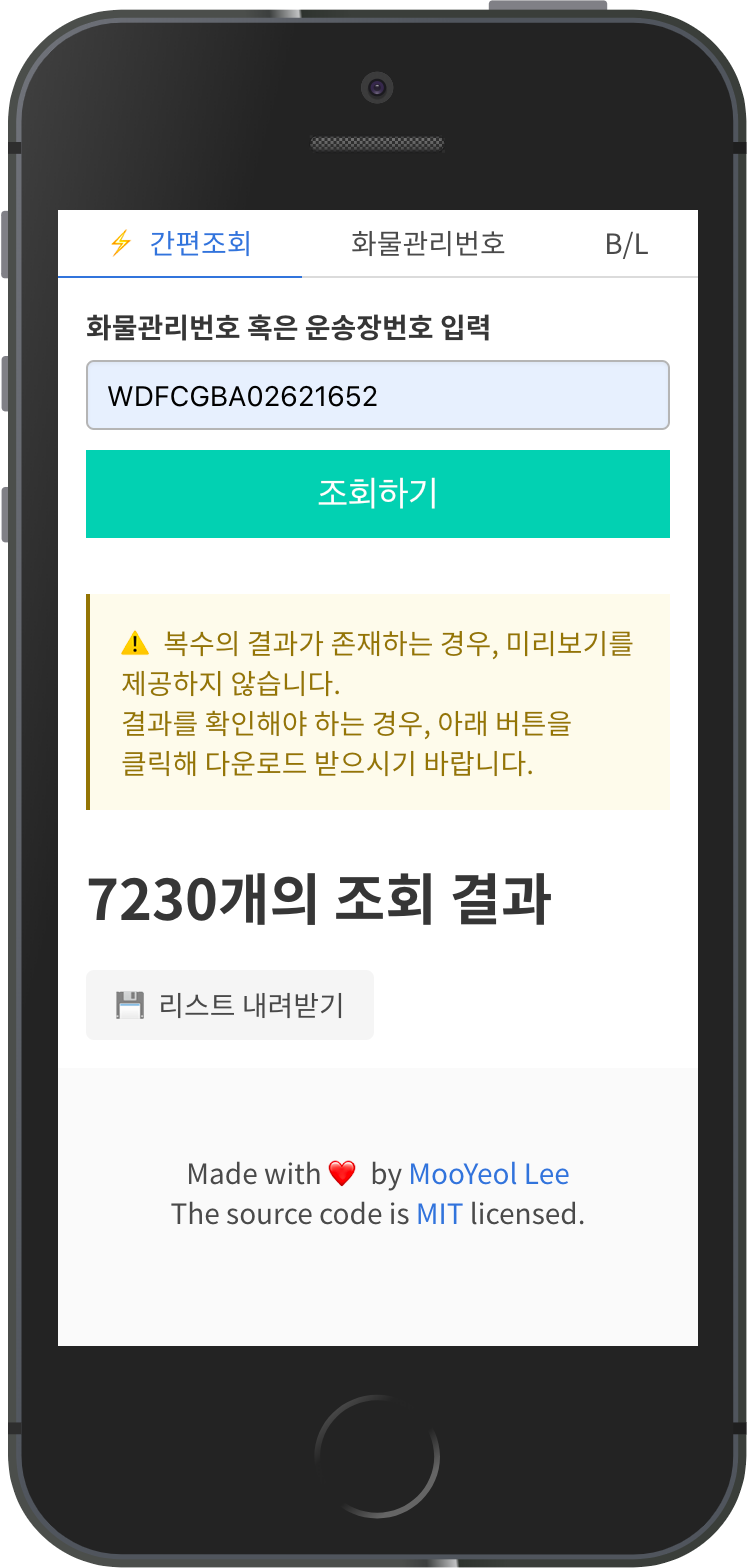 ⚡ 간편조회 화물관리번호 B/L
화물관리번호 혹은 운송장번호 입력
WDFCGBA02621652
조회하기
⚠️ 복수의 결과가 존재하는 경우, 미리보기를
제공하지 않습니다.
결과를 확인해야 하는 경우, 아래 버튼을
클릭해 다운로드 받으시기 바랍니다.
7230개의 조회 결과
💾 리스트 내려받기
Made with ❤️ by MooYeol Lee
The source code is MIT licensed.